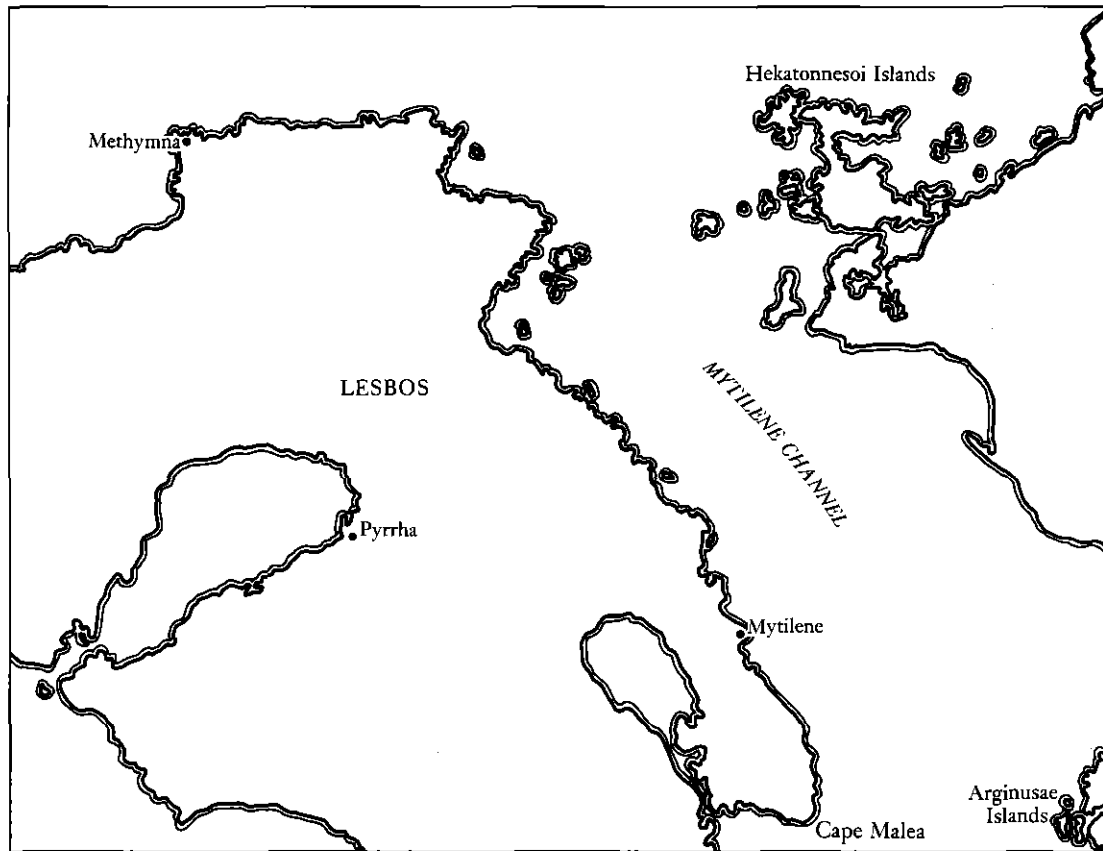 Hekatonnesoi Islands
Methymna
LESBOS
MYTILENE CHANNEL
Pyrrha
Mytilene
Arginusae
Islands
Cape Malea